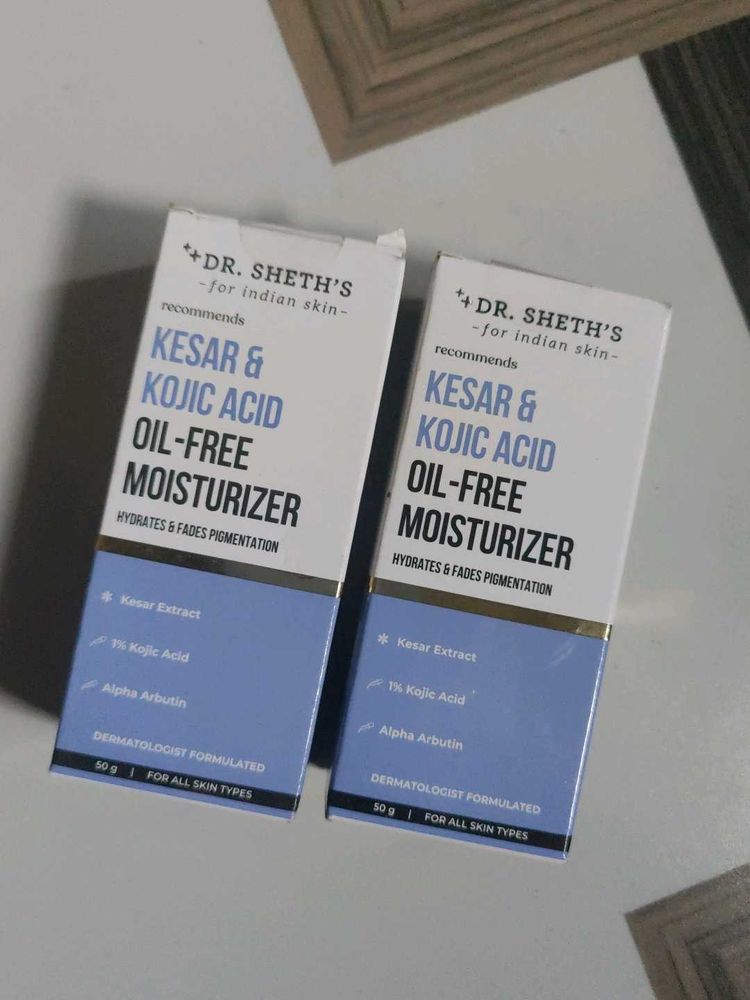 DR. SHETH'S
-for indian skin-
recommends
KESAR &
KOJIC ACID
OIL-FREE
MOISTURIZER
HYDRATES & FADES PIGMENTATION
Kesar Extract
1% Kojic Acid
Alpha Arbutin
DERMATOLOGIST FORMULATED
50 g | FOR ALL SKIN TYPES
DR. SHETH'S
-for indian skin-
recommends
KESAR &
KOJIC ACID
OIL-FREE
MOISTURIZER
HYDRATES & FADES PIGMENTATION
Kesar Extract
1% Kojic Acid
Alpha Arbutin
DERMATOLOGIST FORMULATED
50 g | FOR ALL SKIN TYPES